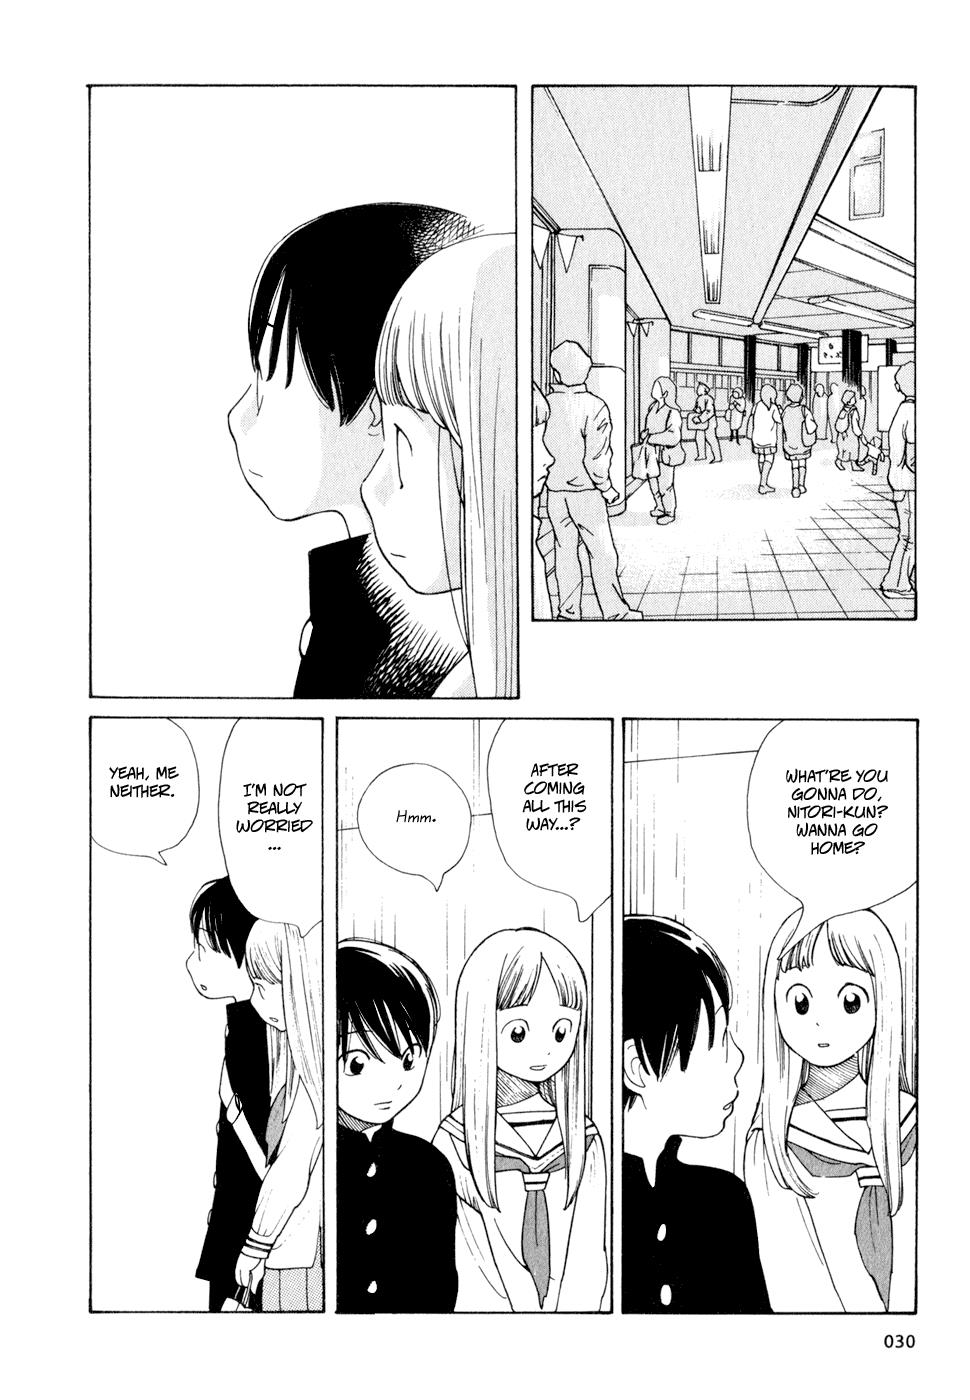 WHAT'RE YOU
GONNA DO,
NITORI-KUN?
WANNA GO
HOME?
AFTER
COMING
ALL THIS
WAY...?
Hmm.
I'M NOT
REALLY
WORRIED
...
YEAH, ME
NEITHER.
030